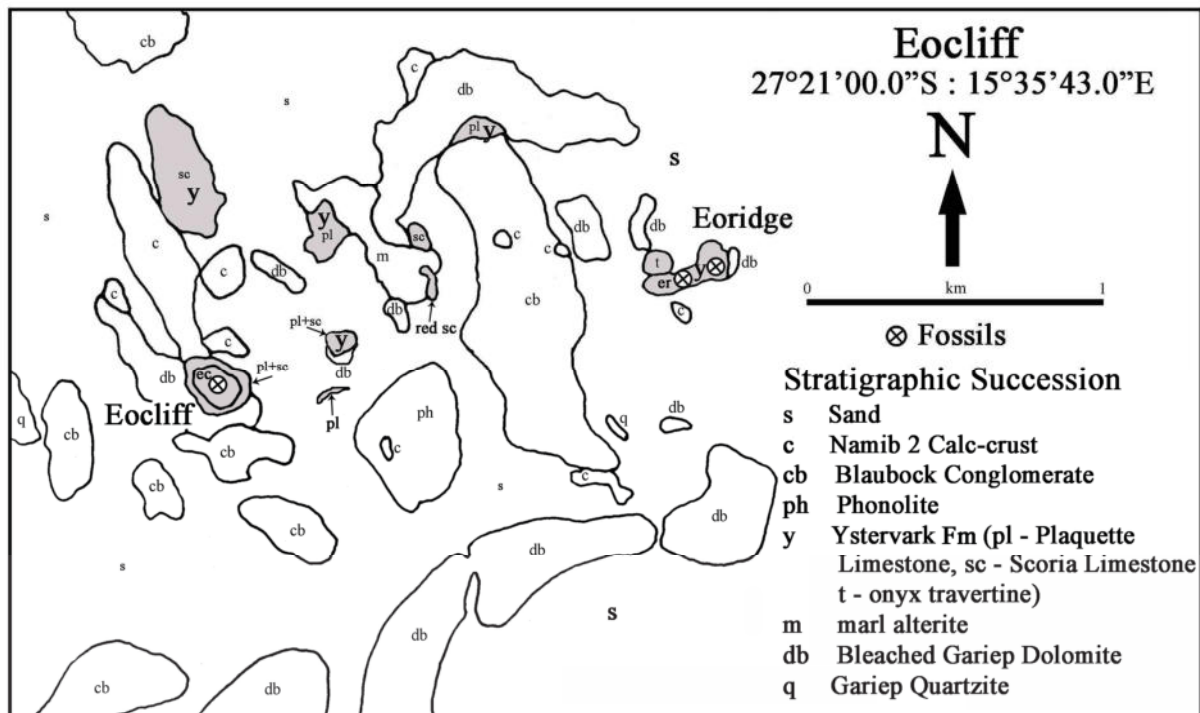 Eocliff
27°21'00.0"S : 15°35'43.0"E
N
0 km 1
⊗ Fossils
Stratigraphic Succession
s Sand
c Namib 2 Calc-crust
cb Blaubock Conglomerate
ph Phonolite
y Ystervark Fm (pl - Plaquette
Limestone, sc - Scoria Limestone
t - onyx travertine)
m marl alterite
db Bleached Gariep Dolomite
q Gariep Quartzite
cb
c
db
s
pl y
s
sc
y
s
db
Eoridge
y
pl
sc
c
db
c
db
c
m
t
y
db
c
db
er
cb
c
db
red sc
c
pl+sc
y
c
db
ec
pl+sc
db
Eocliff
pl
ph
q
db
q
cb
cb
c
c
cb
s
db
cb
db
s
s
db
cb
db